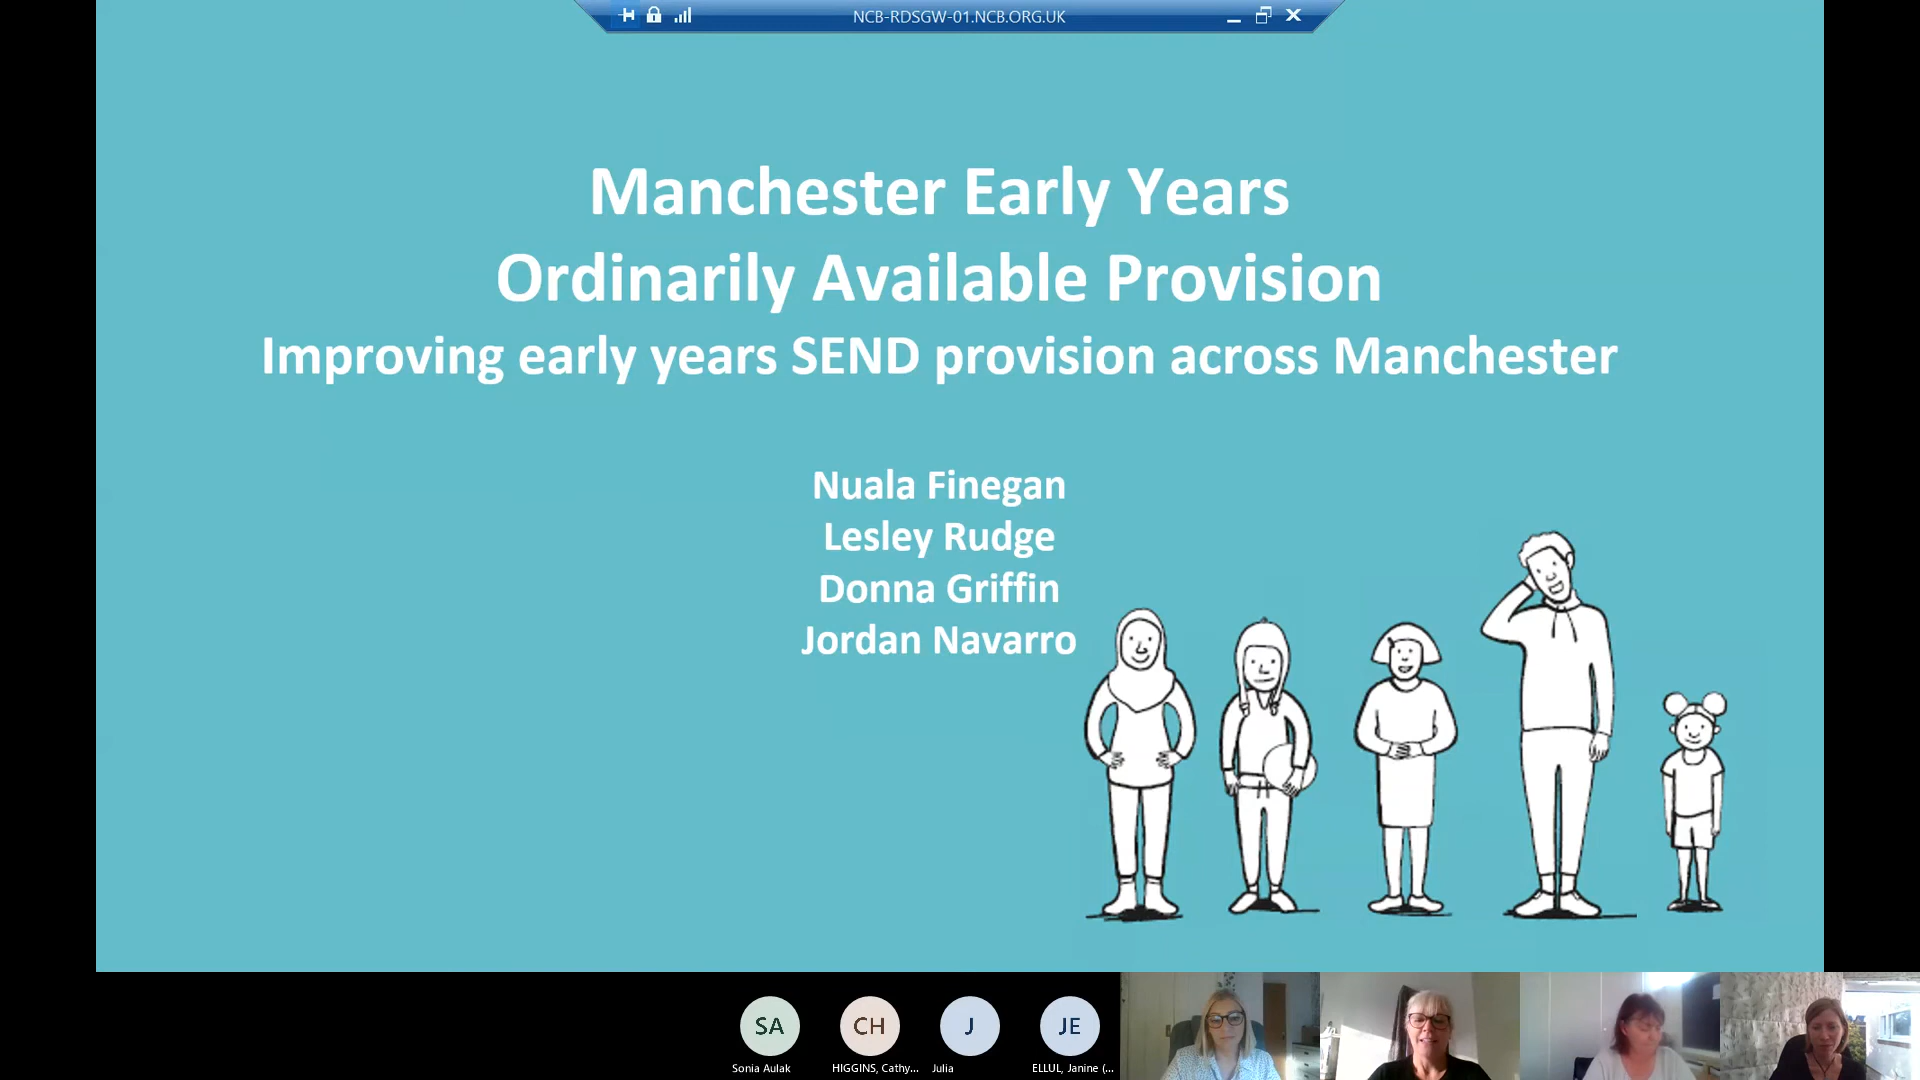 NCB-RDSGW-01.NCB.ORG.UK
Manchester Early Years
Ordinarily Available Provision
Improving early years SEND provision across Manchester
Nuala Finegan
Lesley Rudge
Donna Griffin
Jordan Navarro
SA
CH
J
JE
Sonia Aulak
HIGGINS, Cathy...
Julia
ELLUL, Janine (...